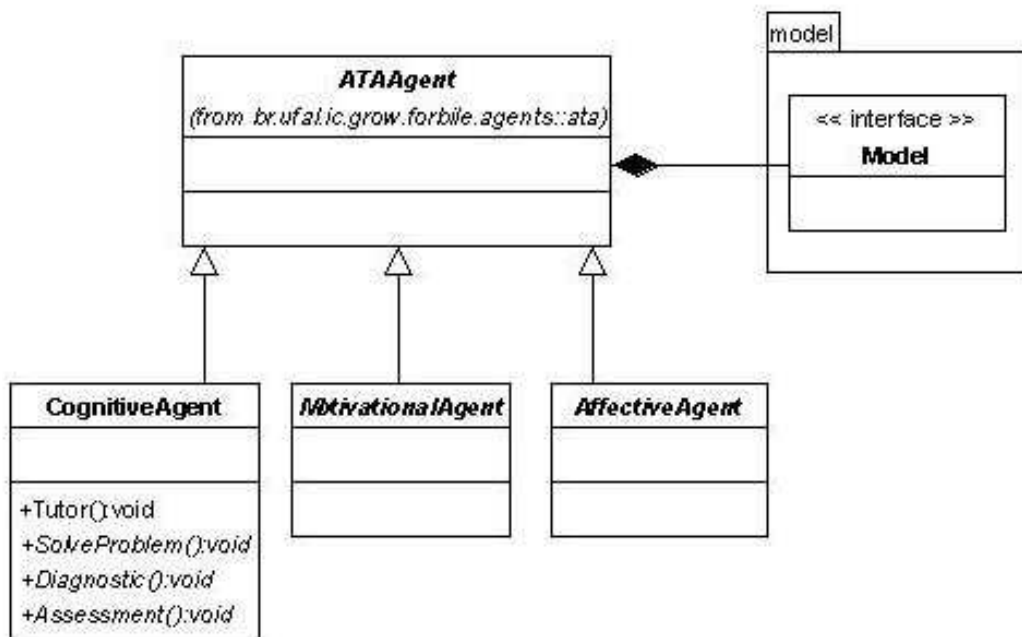 model
ATAAgent
(from br.ufal.ic.grow.forbile.agents::ata)
<< interface >>
Model
CognitiveAgent
+Tutor():void
+SolveProblem():void
+Diagnostic():void
+Assessment():void
MotivationalAgent
AffectiveAgent